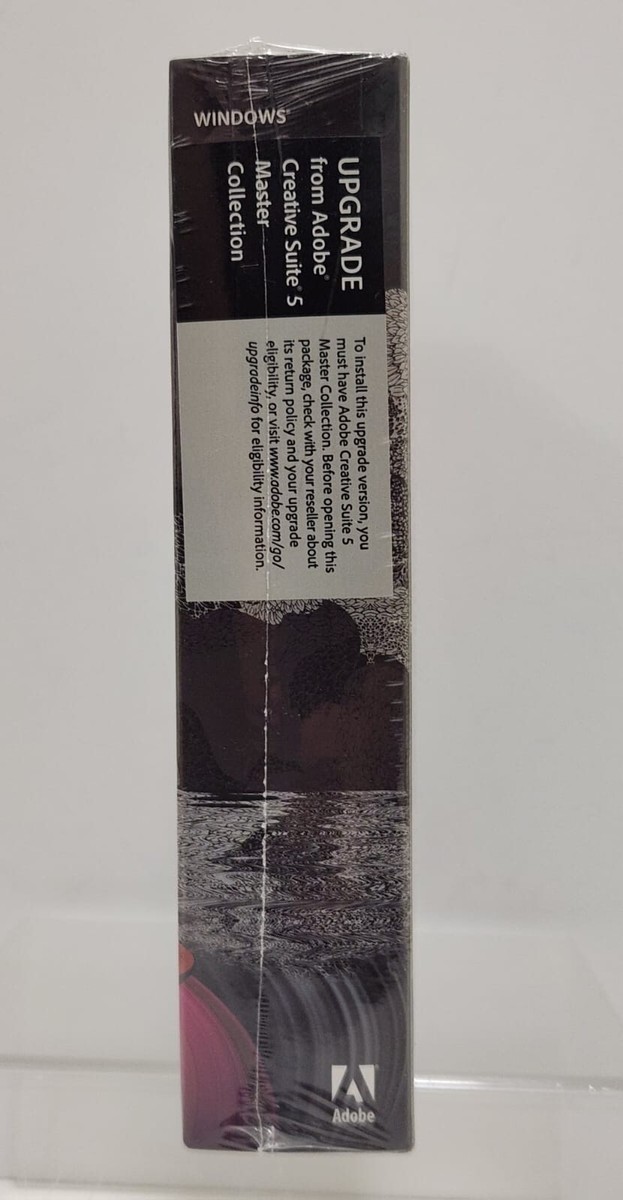 WINDOWS®
UPGRADE
from Adobe®
Creative Suite® 5
Master
Collection
To install this upgrade version, you
must have Adobe Creative Suite 5
Master Collection. Before opening this
package, check with your reseller about
its return policy and your upgrade
eligibility, or visit www.adobe.com/go/
upgradeinfo for eligibility information.
Adobe